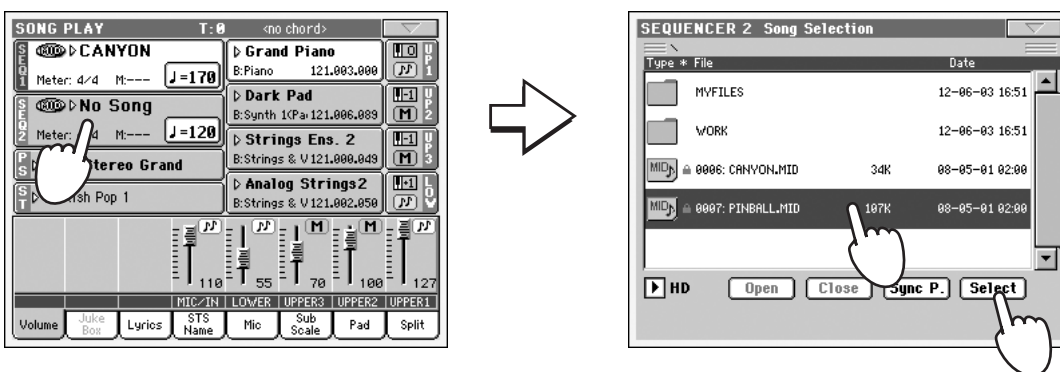 SONG PLAY T:0 <no chord>
SEQ1 MID CANYON
Meter: 4/4 M:--- ♩=170
Grand Piano
B:Piano 121.003.000
0 UP1
SEQ2 MID No Song
M:--- ♩=120
Dark Pad
B:Synth 1(Pa 121.006.089
-1 M UP2
PS
Grand
Strings Ens. 2
B:Strings & V 121.000.049
-1 M UP3
ST Pop 1
Analog Strings2
B:Strings & V 121.002.050
+1 LOW
M M
110 55 70 100 127
MIC/IN LOWER UPPER3 UPPER2 UPPER1
Volume Juke Box Lyrics STS Name Mic Sub Scale Pad Split
SEQUENCER 2 Song Selection
Type * File Date
MYFILES 12-06-03 16:51
WORK 12-06-03 16:51
MID 0006: CANYON.MID 34K 08-05-01 02:00
MID 0007: PINBALL.MID 107K 08-05-01 02:00
HD Open Close Sync P. Select